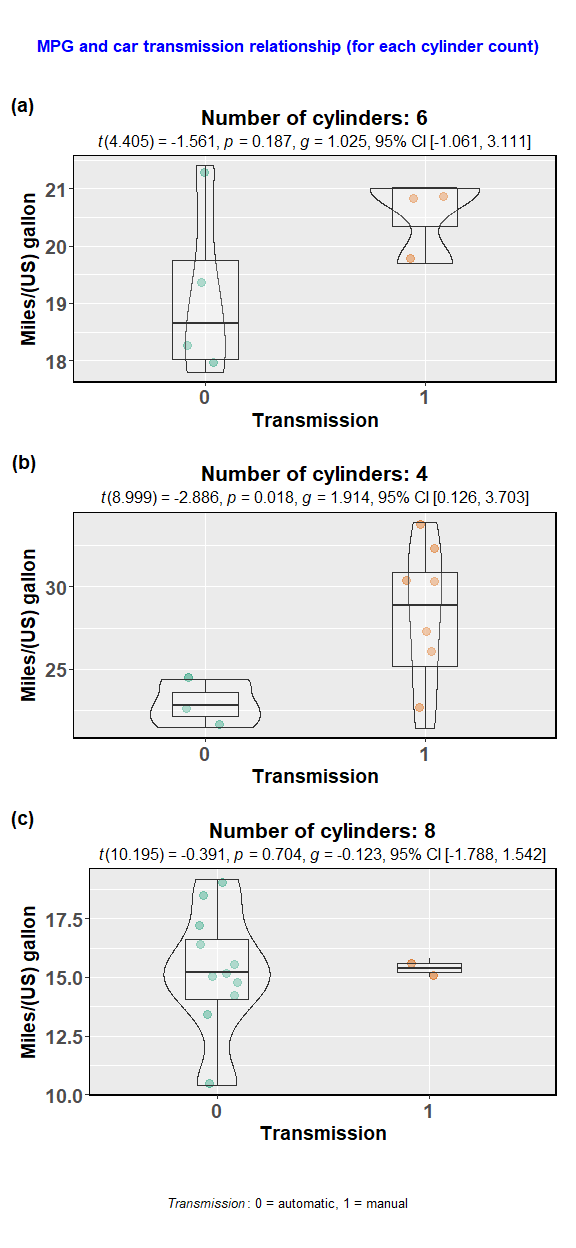 MPG and car transmission relationship (for each cylinder count)
(a)
Number of cylinders: 6
t(4.405) = -1.561, p = 0.187, g = 1.025, 95% CI [-1.061, 3.111]
Miles/(US) gallon
21
20
19
18
0 1
Transmission
(b)
Number of cylinders: 4
t(8.999) = -2.886, p = 0.018, g = 1.914, 95% CI [0.126, 3.703]
Miles/(US) gallon
30
25
0 1
Transmission
(c)
Number of cylinders: 8
t(10.195) = -0.391, p = 0.704, g = -0.123, 95% CI [-1.788, 1.542]
Miles/(US) gallon
17.5
15.0
12.5
10.0
0 1
Transmission
Transmission: 0 = automatic, 1 = manual